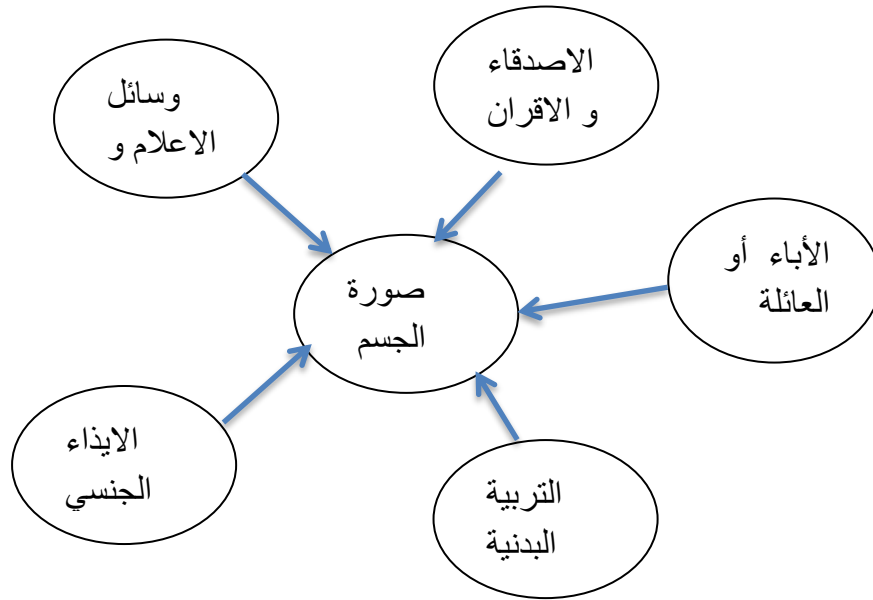 الاصدقاء
و الاقران
وسائل
الاعلام و
الأباء أو
العائلة
صورة
الجسم
الايذاء
الجنسي
التربية
البدنية